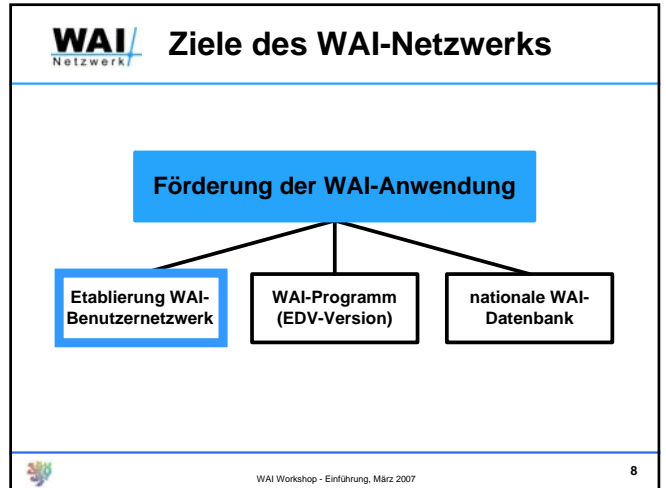 WAI
Netzwerk
Ziele des WAI-Netzwerks
Förderung der WAI-Anwendung
Etablierung WAI-
Benutzernetzwerk
WAI-Programm
(EDV-Version)
nationale WAI-
Datenbank
WAI Workshop - Einführung, März 2007
8